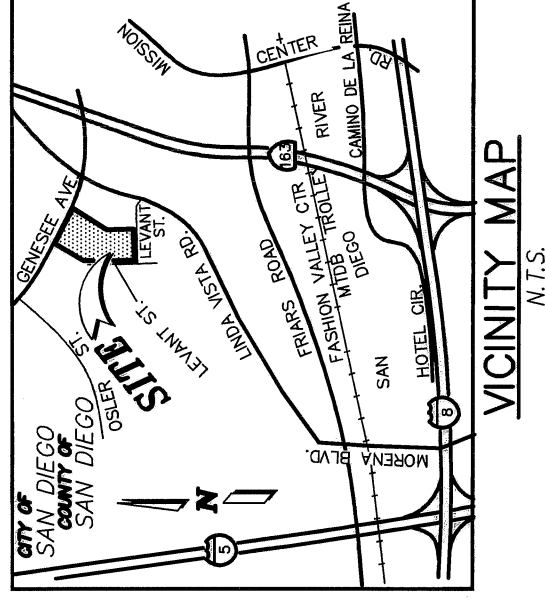 CITY OF
SAN DIEGO
COUNTY OF
SAN DIEGO
MISSION
CENTER
RD
GENESEE AVE.
163
RIVER
CAMINO DE LA REINA
LEVANT
ST.
LINDA VISTA RD.
FRIARS ROAD
FASHION VALLEY CTR
MTDB TROLLEY
SAN DIEGO
HOTEL CIR.
OSLER ST.
SITE
LEVANT ST.
N
5
MORENA BLVD.
8
VICINITY MAP
N.T.S.